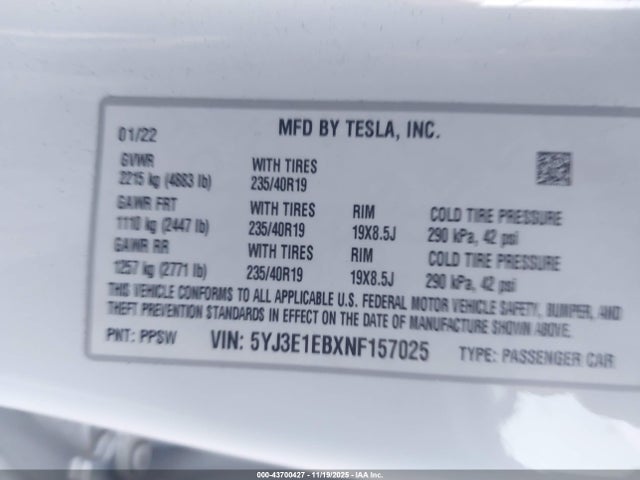 01/22 MFD BY TESLA, INC.
GVWR
2215 kg (4883 lb) WITH TIRES 235/40R19
GAWR FRT
1110 kg (2447 lb) WITH TIRES 235/40R19 RIM 19X8.5J COLD TIRE PRESSURE 290 kPa, 42 psi
GAWR RR
1257 kg (2771 lb) WITH TIRES 235/40R19 RIM 19X8.5J COLD TIRE PRESSURE 290 kPa, 42 psi
THIS VEHICLE CONFORMS TO ALL APPLICABLE U.S. FEDERAL MOTOR VEHICLE SAFETY, BUMPER, AND
THEFT PREVENTION STANDARDS IN EFFECT ON THE DATE OF MANUFACTURE SHOWN ABOVE.
PNT: PPSW VIN: 5YJ3E1EBXNF157025 TYPE: PASSENGER CAR
000-43700427 - 11/19/2025 - IAA Inc.